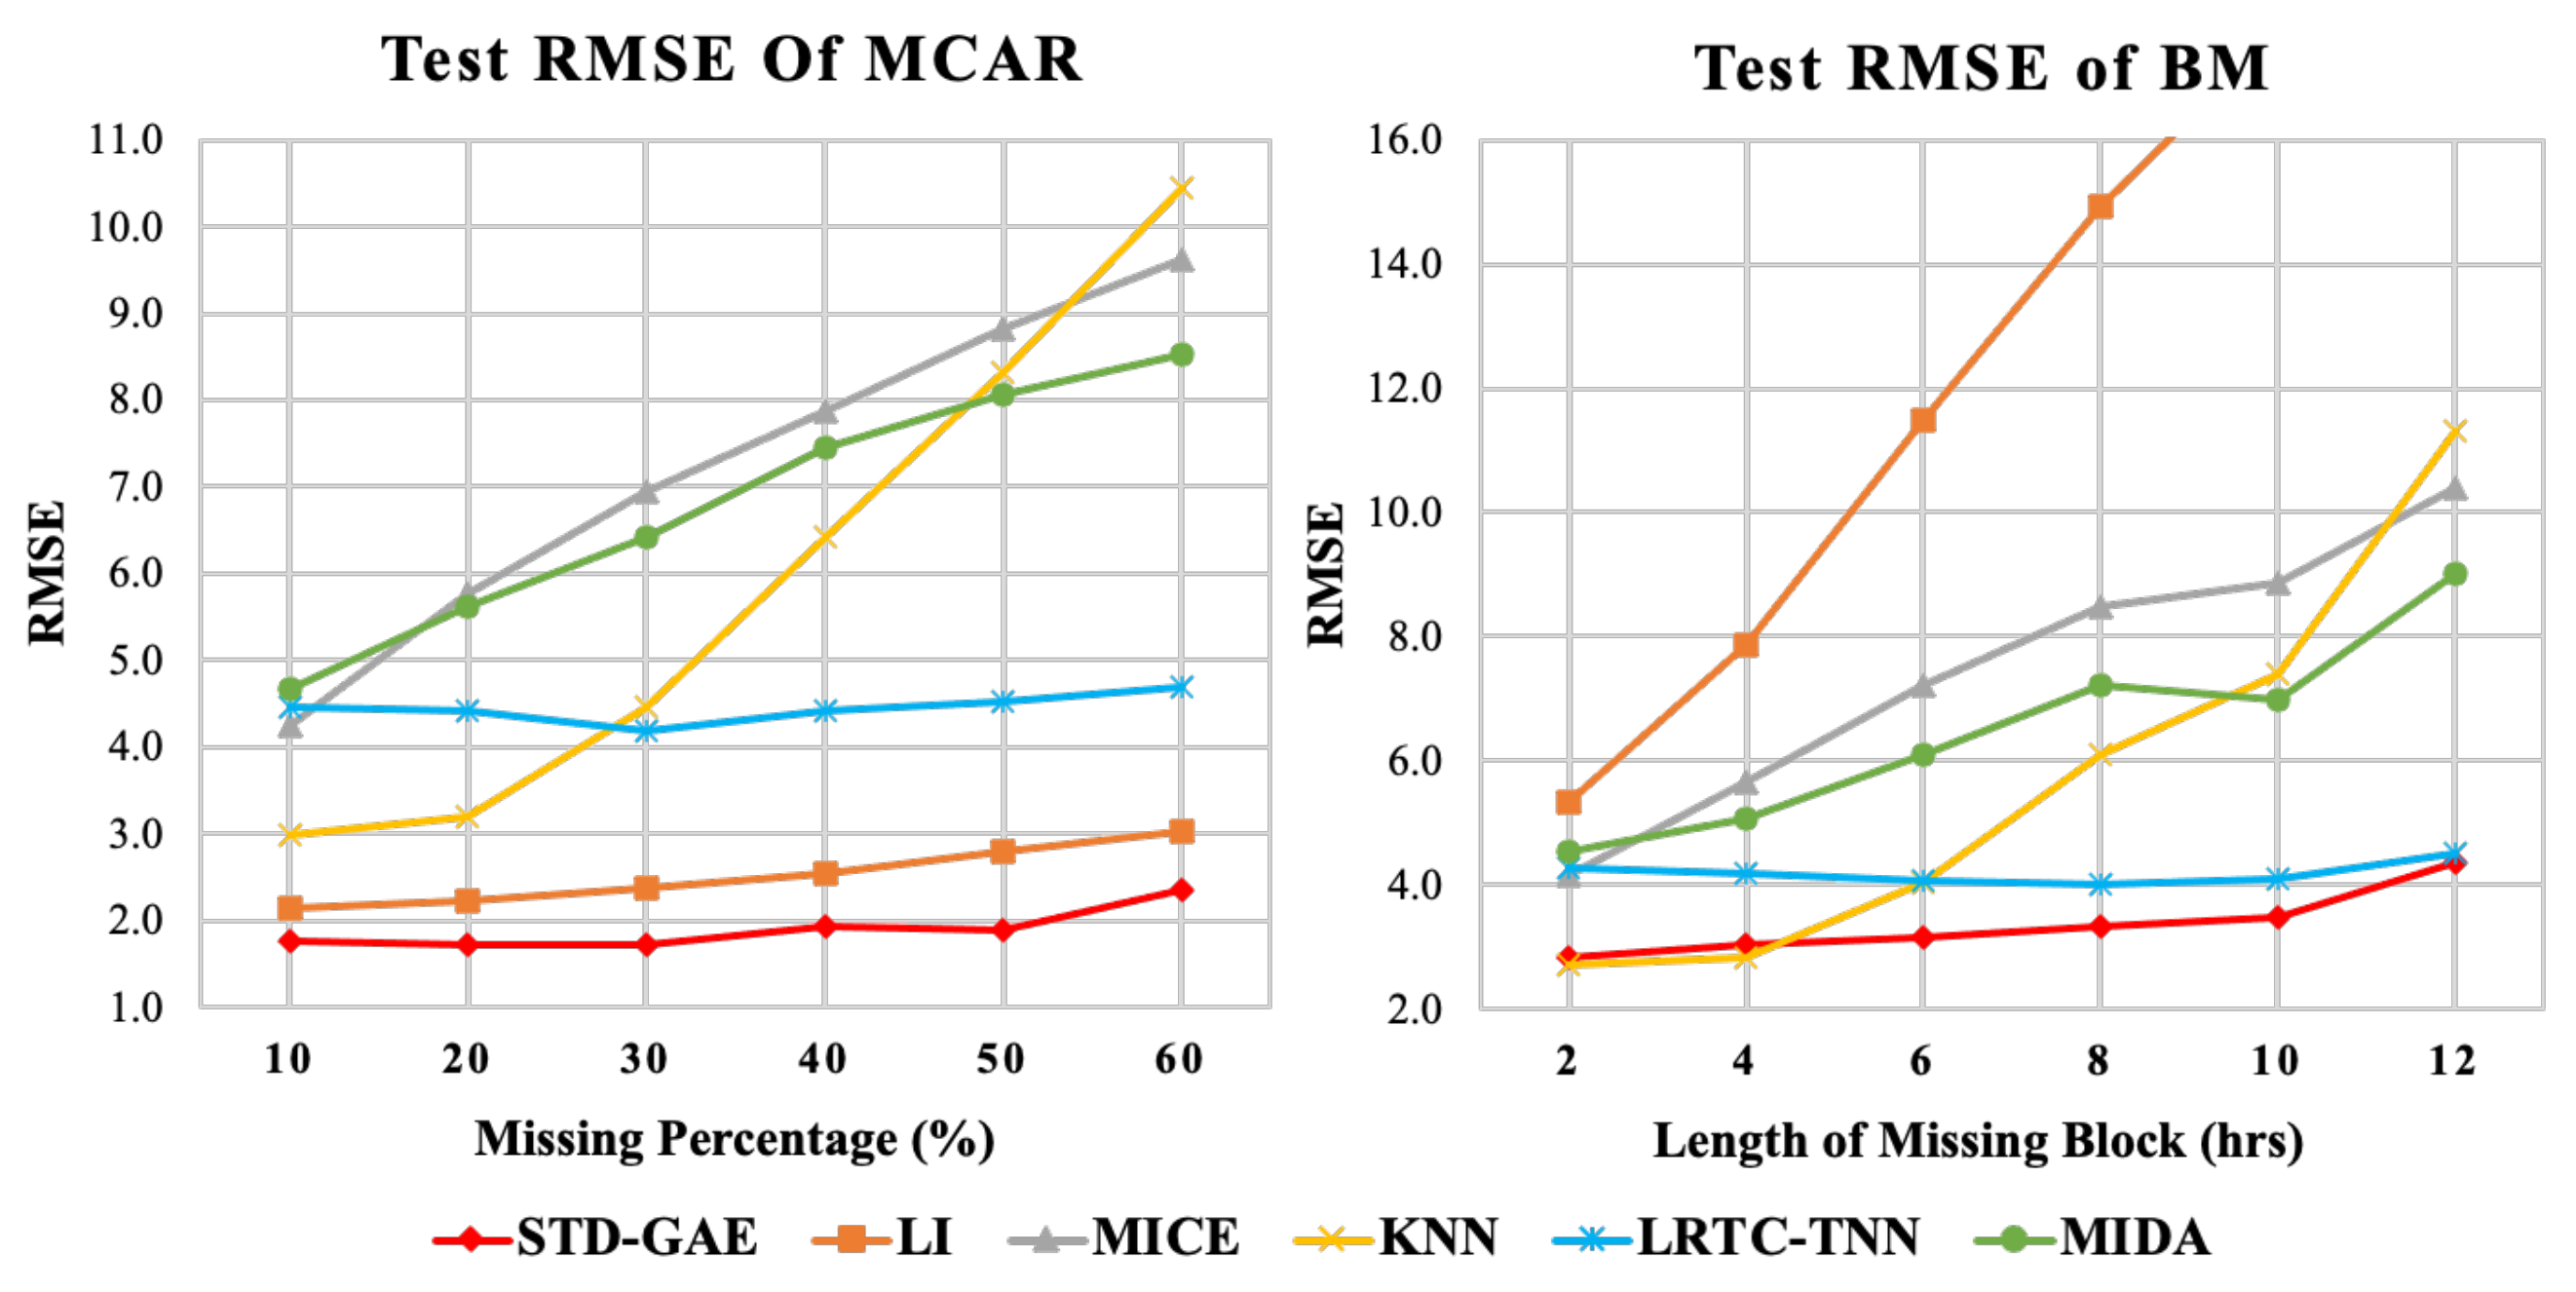 Test RMSE Of MCAR
11.0
10.0
9.0
8.0
7.0
6.0
5.0
4.0
3.0
2.0
1.0
RMSE
10 20 30 40 50 60
Missing Percentage (%)
Test RMSE of BM
16.0
14.0
12.0
10.0
8.0
6.0
4.0
2.0
RMSE
2 4 6 8 10 12
Length of Missing Block (hrs)
STD-GAE LI MICE KNN LRTC-TNN MIDA